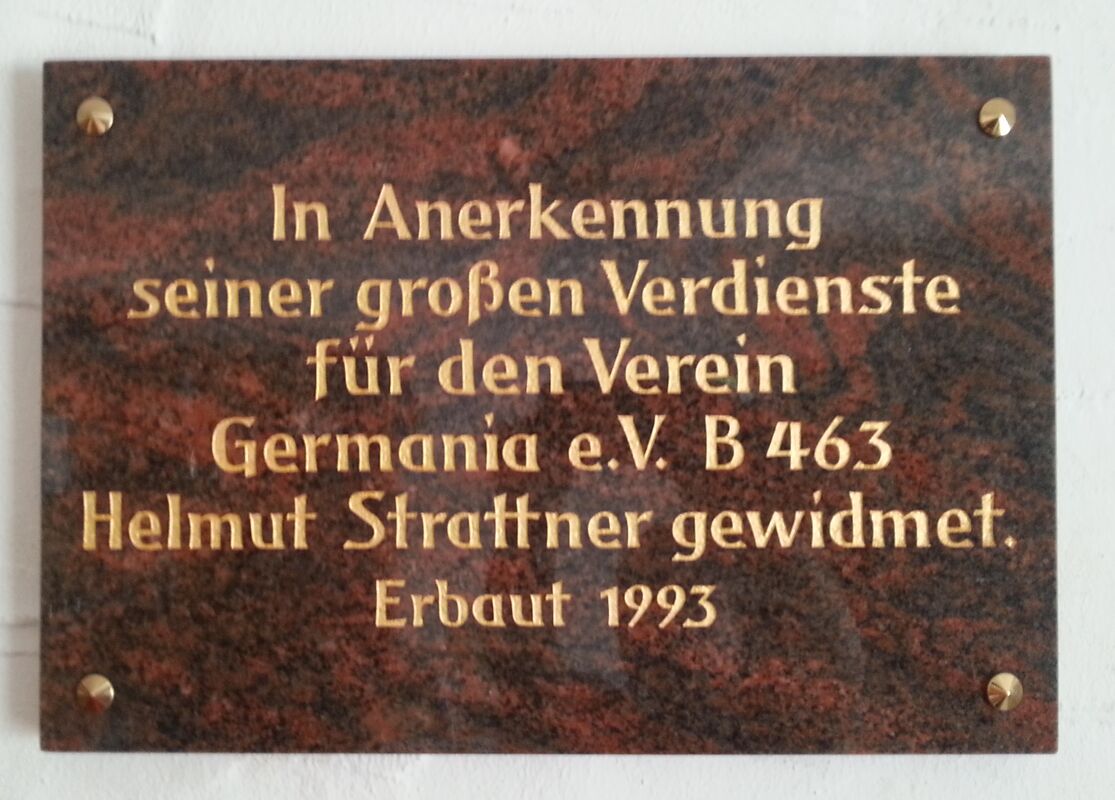 In Anerkennung
seiner großen Verdienste
für den Verein
Germania e.V. B 463
Helmut Strattner gewidmet.
Erbaut 1993